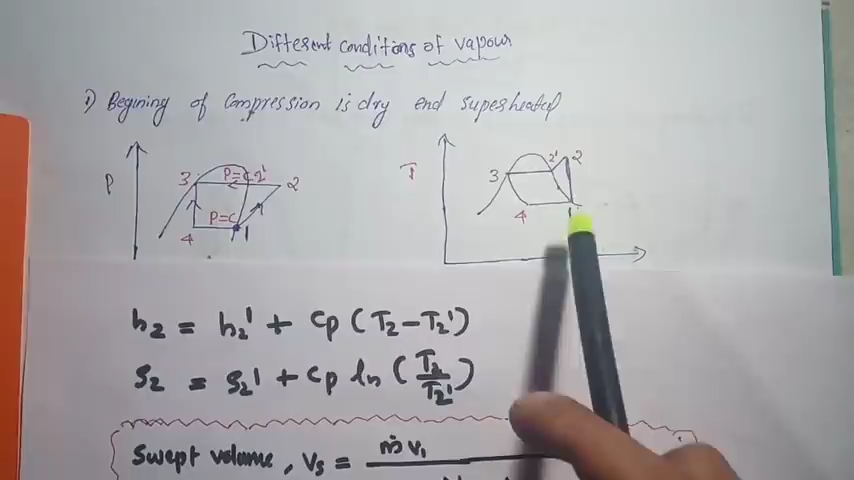 Different conditions of vapour
1) Begining of compression is dry end superheated
P
3
P=C
2'
2
P=C
4
1
T
3
2'
2
4
1
h2 = h2' + Cp (T2 - T2')
S2 = S2' + Cp ln (T2/T2')
Swept volume, Vs = ṁ v1